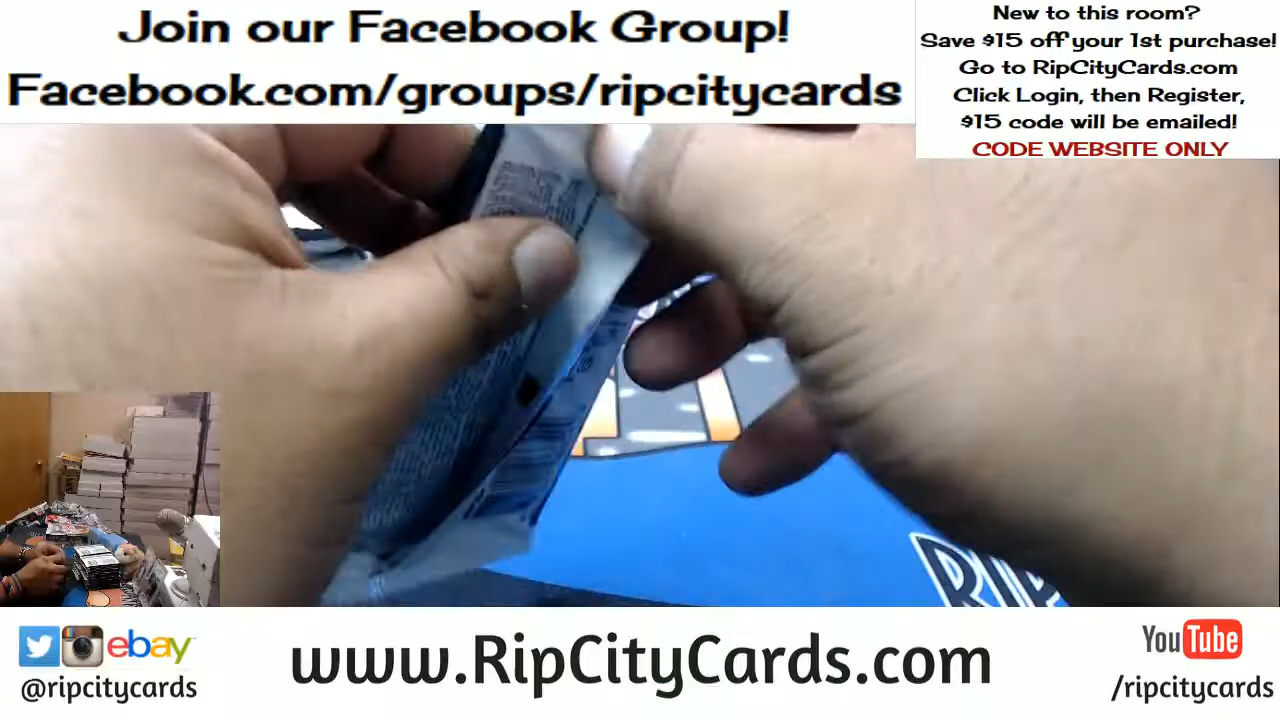 Join our Facebook Group!
Facebook.com/groups/ripcitycards
New to this room?
Save $15 off your 1st purchase!
Go to RipCityCards.com
Click Login, then Register,
$15 code will be emailed!
CODE WEBSITE ONLY
RIP
ebay
@ripcitycards
www.RipCityCards.com
YouTube
/ripcitycards